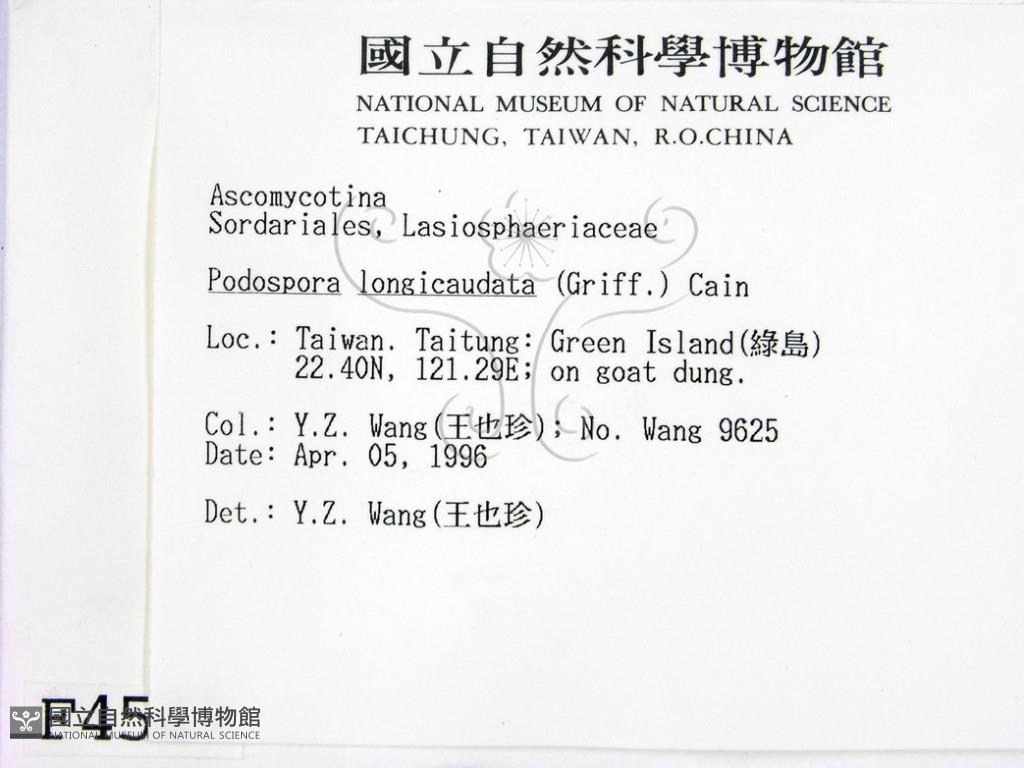 國立自然科學博物館
NATIONAL MUSEUM OF NATURAL SCIENCE
TAICHUNG, TAIWAN, R.O.CHINA
Ascomycotina
Sordariales, Lasiosphaeriaceae
Podospora longicaudata (Griff.) Cain
Loc.: Taiwan. Taitung: Green Island(綠島)
22.40N, 121.29E; on goat dung.
Col.: Y.Z. Wang(王也珍); No. Wang 9625
Date: Apr. 05, 1996
Det.: Y.Z. Wang(王也珍)
F45
國立自然科學博物館
NATIONAL MUSEUM OF NATURAL SCIENCE